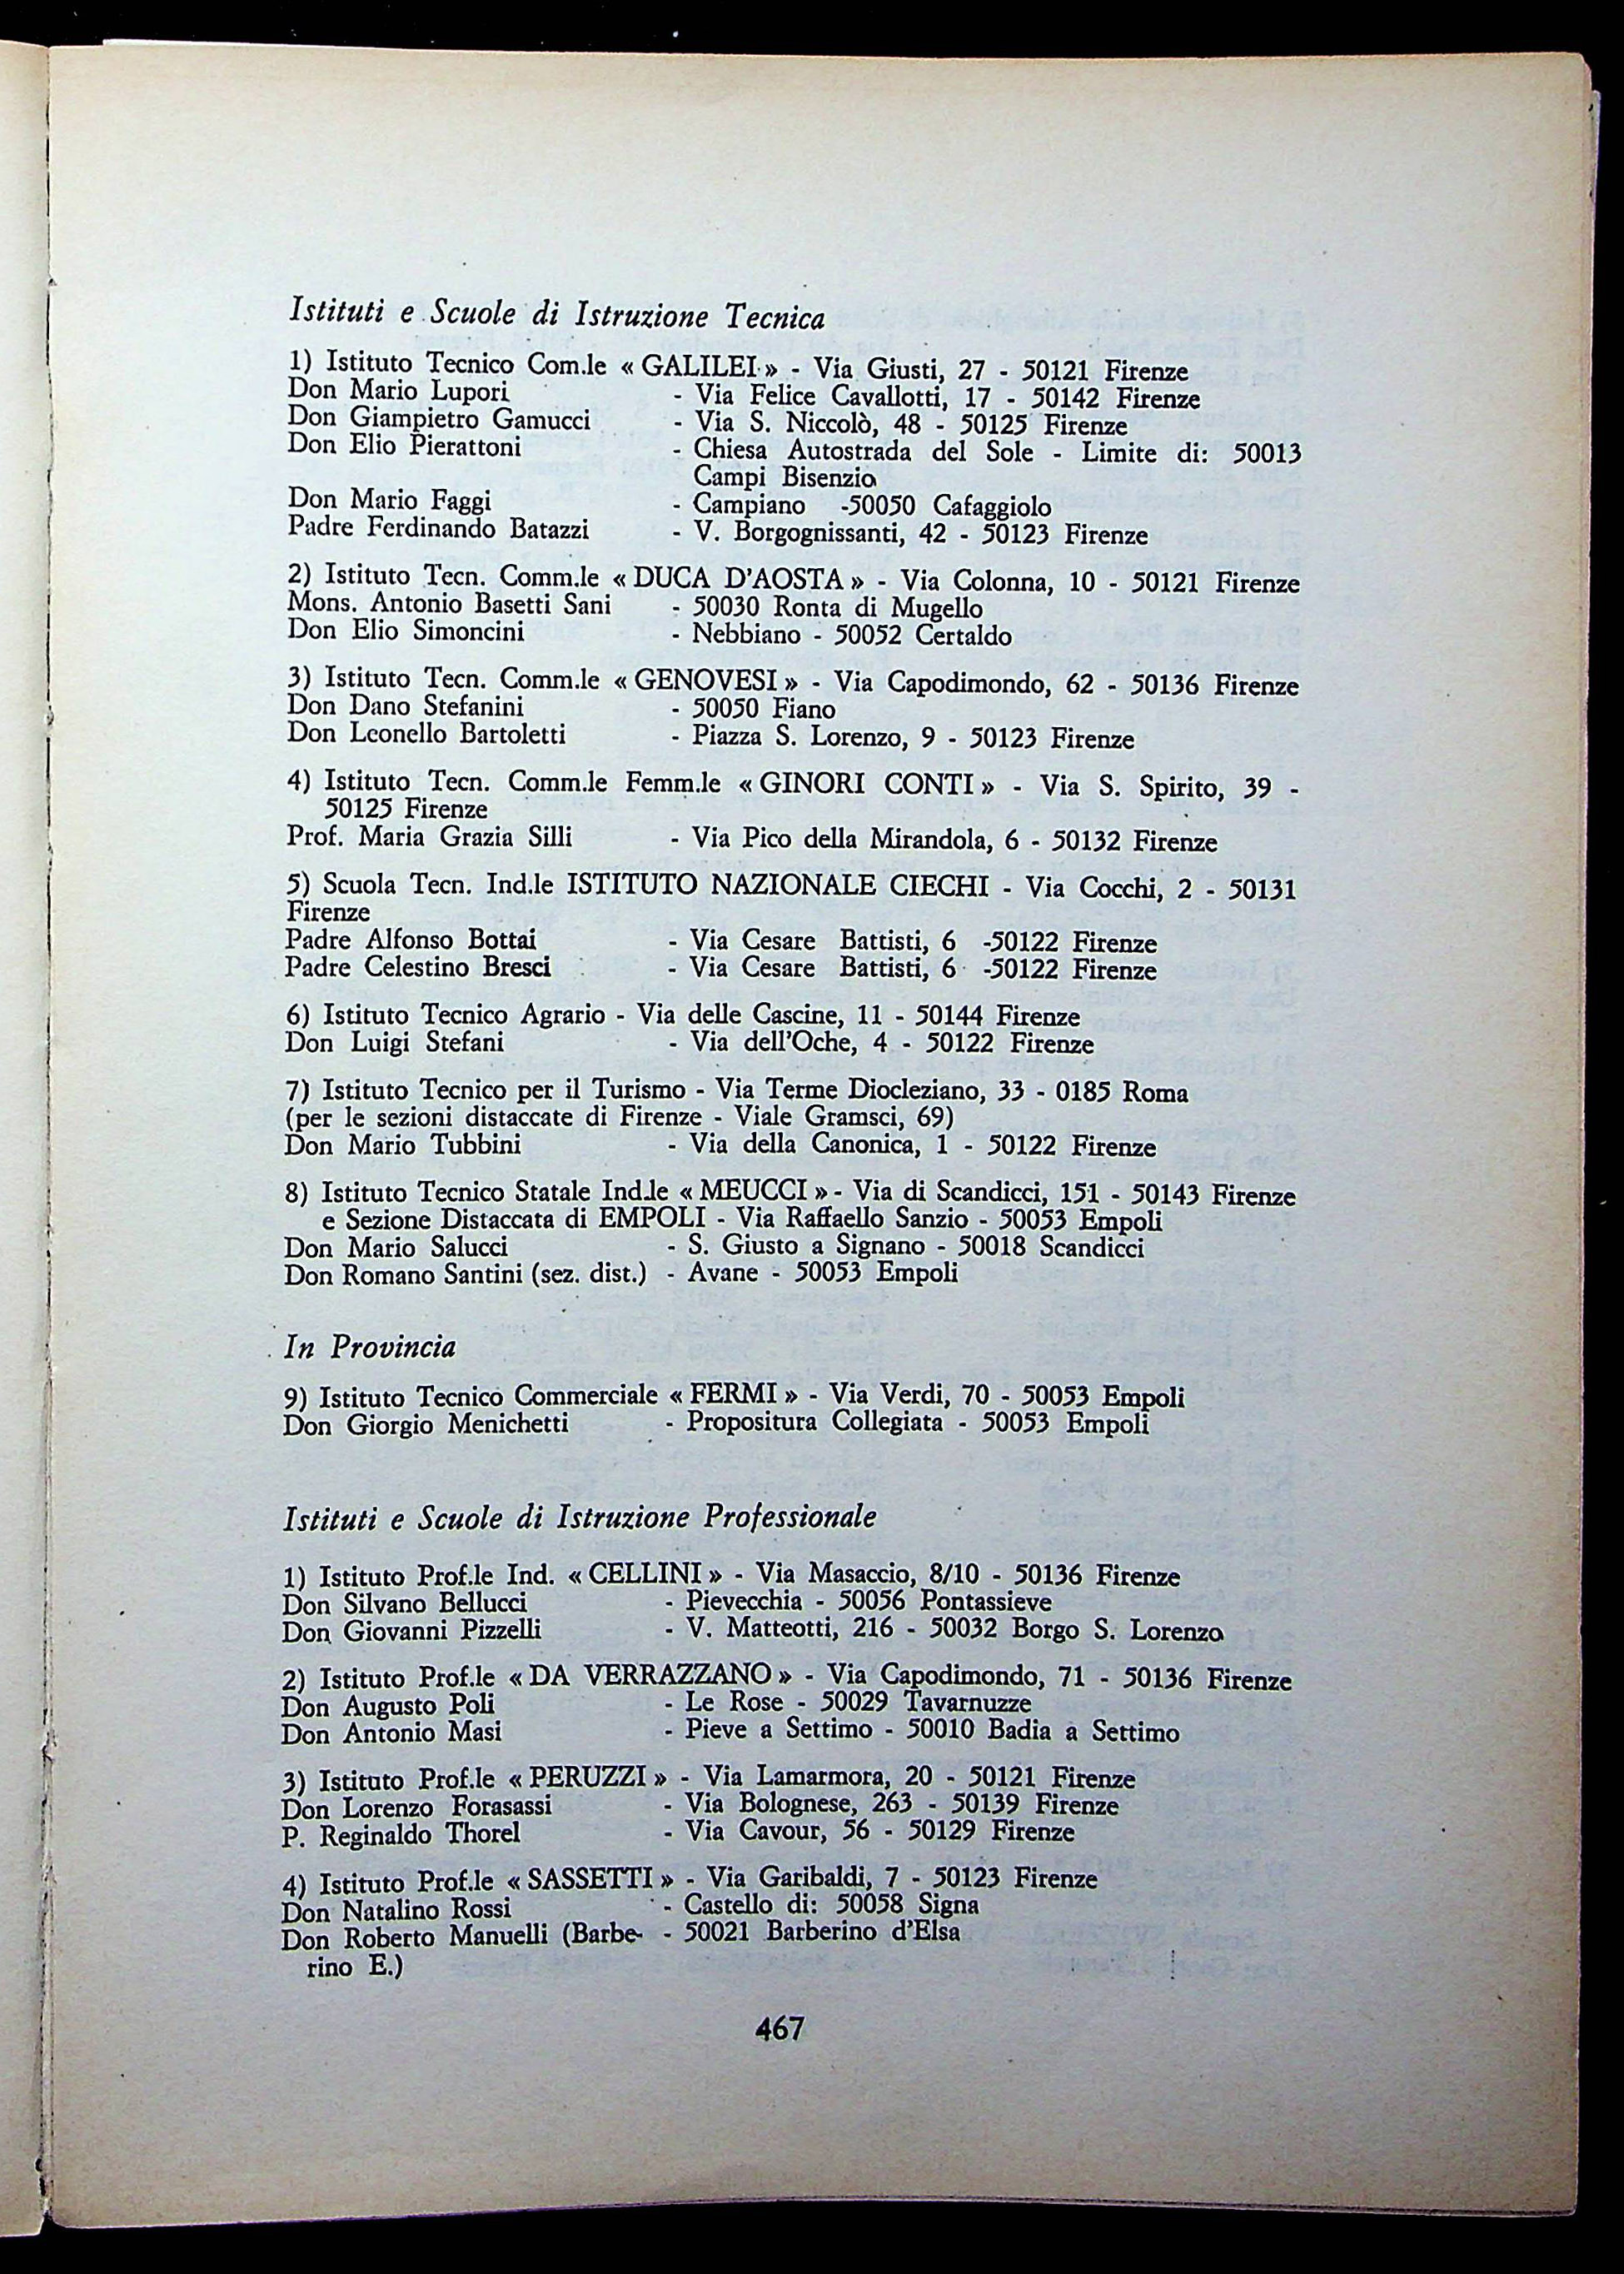 Istituti e Scuole di Istruzione Tecnica
1) Istituto Tecnico Com.le « GALILEI » - Via Giusti, 27 - 50121 Firenze
Don Mario Lupori - Via Felice Cavallotti, 17 - 50142 Firenze
Don Giampietro Gamucci - Via S. Niccolò, 48 - 50125 Firenze
Don Elio Pierattoni - Chiesa Autostrada del Sole - Limite di: 50013
Campi Bisenzio
Don Mario Faggi - Campiano -50050 Cafaggiolo
Padre Ferdinando Batazzi - V. Borgognissanti, 42 - 50123 Firenze
2) Istituto Tecn. Comm.le « DUCA D'AOSTA » - Via Colonna, 10 - 50121 Firenze
Mons. Antonio Basetti Sani - 50030 Ronta di Mugello
Don Elio Simoncini - Nebbiano - 50052 Certaldo
3) Istituto Tecn. Comm.le « GENOVESI » - Via Capodimondo, 62 - 50136 Firenze
Don Dano Stefanini - 50050 Fiano
Don Leonello Bartoletti - Piazza S. Lorenzo, 9 - 50123 Firenze
4) Istituto Tecn. Comm.le Femm.le « GINORI CONTI » - Via S. Spirito, 39 -
50125 Firenze
Prof. Maria Grazia Silli - Via Pico della Mirandola, 6 - 50132 Firenze
5) Scuola Tecn. Ind.le ISTITUTO NAZIONALE CIECHI - Via Cocchi, 2 - 50131
Firenze
Padre Alfonso Bottai - Via Cesare Battisti, 6 -50122 Firenze
Padre Celestino Bresci - Via Cesare Battisti, 6 -50122 Firenze
6) Istituto Tecnico Agrario - Via delle Cascine, 11 - 50144 Firenze
Don Luigi Stefani - Via dell'Oche, 4 - 50122 Firenze
7) Istituto Tecnico per il Turismo - Via Terme Diocleziano, 33 - 0185 Roma
(per le sezioni distaccate di Firenze - Viale Gramsci, 69)
Don Mario Tubbini - Via della Canonica, 1 - 50122 Firenze
8) Istituto Tecnico Statale Ind.le « MEUCCI » - Via di Scandicci, 151 - 50143 Firenze
e Sezione Distaccata di EMPOLI - Via Raffaello Sanzio - 50053 Empoli
Don Mario Salucci - S. Giusto a Signano - 50018 Scandicci
Don Romano Santini (sez. dist.) - Avane - 50053 Empoli
In Provincia
9) Istituto Tecnico Commerciale « FERMI » - Via Verdi, 70 - 50053 Empoli
Don Giorgio Menichetti - Propositura Collegiata - 50053 Empoli
Istituti e Scuole di Istruzione Professionale
1) Istituto Prof.le Ind. « CELLINI » - Via Masaccio, 8/10 - 50136 Firenze
Don Silvano Bellucci - Pievecchia - 50056 Pontassieve
Don Giovanni Pizzelli - V. Matteotti, 216 - 50032 Borgo S. Lorenzo
2) Istituto Prof.le « DA VERRAZZANO » - Via Capodimondo, 71 - 50136 Firenze
Don Augusto Poli - Le Rose - 50029 Tavarnuzze
Don Antonio Masi - Pieve a Settimo - 50010 Badia a Settimo
3) Istituto Prof.le « PERUZZI » - Via Lamarmora, 20 - 50121 Firenze
Don Lorenzo Forasassi - Via Bolognese, 263 - 50139 Firenze
P. Reginaldo Thorel - Via Cavour, 56 - 50129 Firenze
4) Istituto Prof.le « SASSETTI » - Via Garibaldi, 7 - 50123 Firenze
Don Natalino Rossi - Castello di: 50058 Signa
Don Roberto Manuelli (Barbe- - 50021 Barberino d'Elsa
rino E.)
467